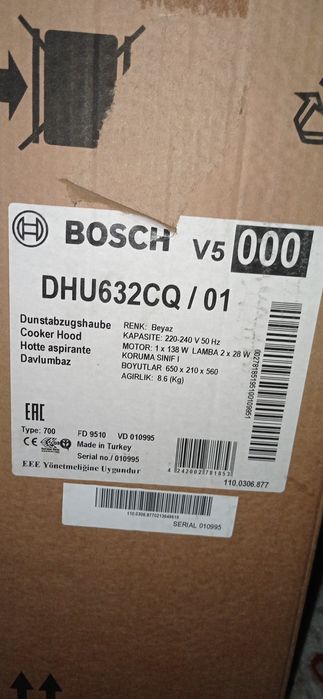 BOSCH V5 000
DHU632CQ / 01
Dunstabzugshaube
Cooker Hood
Hotte aspirante
Davlumbaz
RENK: Beyaz
KAPASITE: 220-240 V 50 Hz
MOTOR: 1 x 138 W LAMBA 2 x 28 W
KORUMA SINIF I
BOYUTLAR 650 x 210 x 560
AGIRLIK: 8.6 (Kg)
EAC
Type: 700 FD 9510 VD 010995
Made in Turkey
Serial no./ 010995
EEE Yönetmeliğine Uygundur
4242002781853
110.0306.877
SERIAL 010995